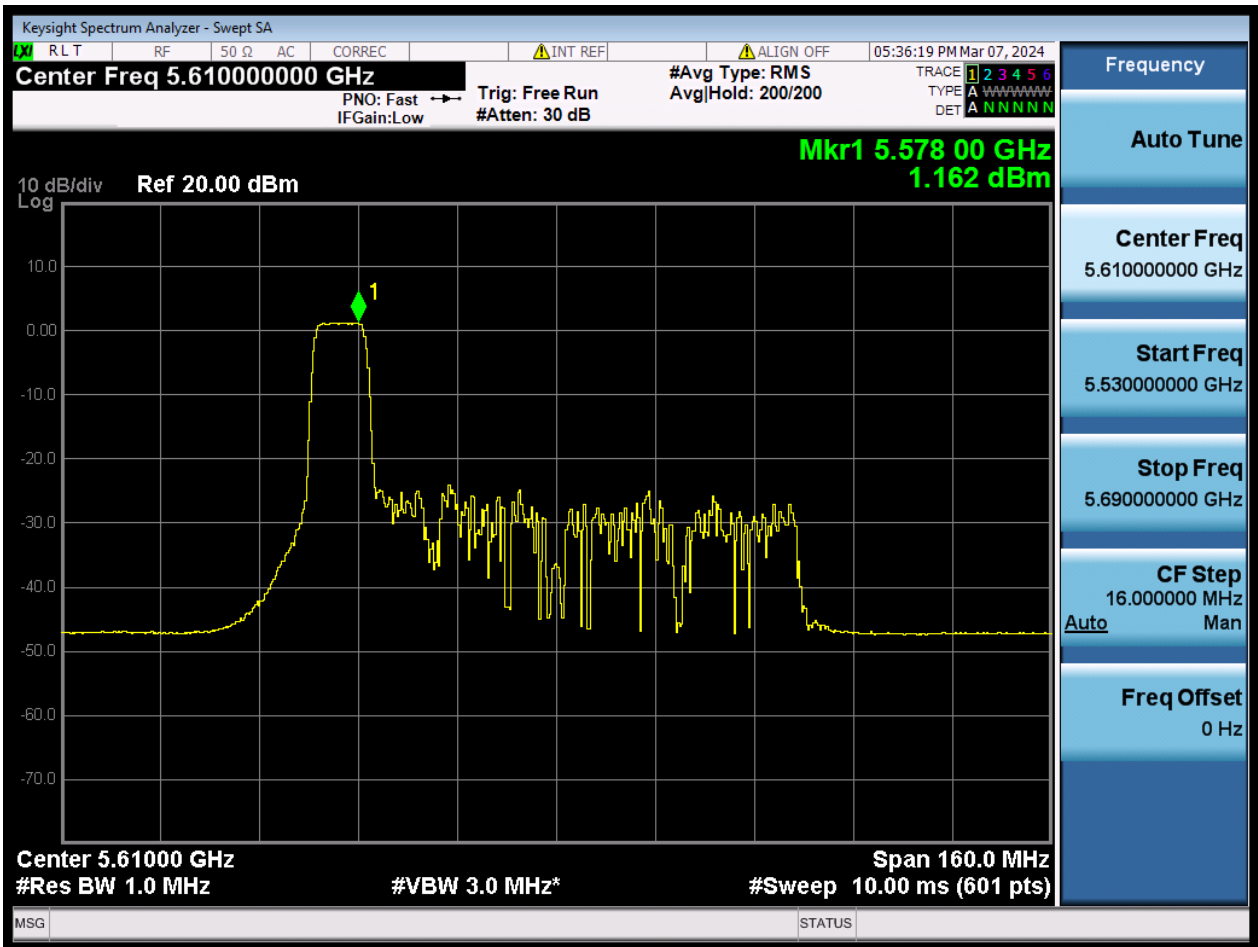 Keysight Spectrum Analyzer - Swept SA
LXI RLT RF 50 Ω AC CORREC INT REF ALIGN OFF 05:36:19 PM Mar 07, 2024
Center Freq 5.610000000 GHz
PNO: Fast
IFGain:Low
Trig: Free Run
#Atten: 30 dB
#Avg Type: RMS
Avg|Hold: 200/200
TRACE 1 2 3 4 5 6
TYPE A WWWWW
DET A N N N N N
Mkr1 5.578 00 GHz
1.162 dBm
10 dB/div Ref 20.00 dBm
Log
10.0
1
0.00
-10.0
-20.0
-30.0
-40.0
-50.0
-60.0
-70.0
Center 5.61000 GHz Span 160.0 MHz
#Res BW 1.0 MHz #VBW 3.0 MHz* #Sweep 10.00 ms (601 pts)
MSG STATUS
Frequency
Auto Tune
Center Freq
5.610000000 GHz
Start Freq
5.530000000 GHz
Stop Freq
5.690000000 GHz
CF Step
16.000000 MHz
Auto Man
Freq Offset
0 Hz